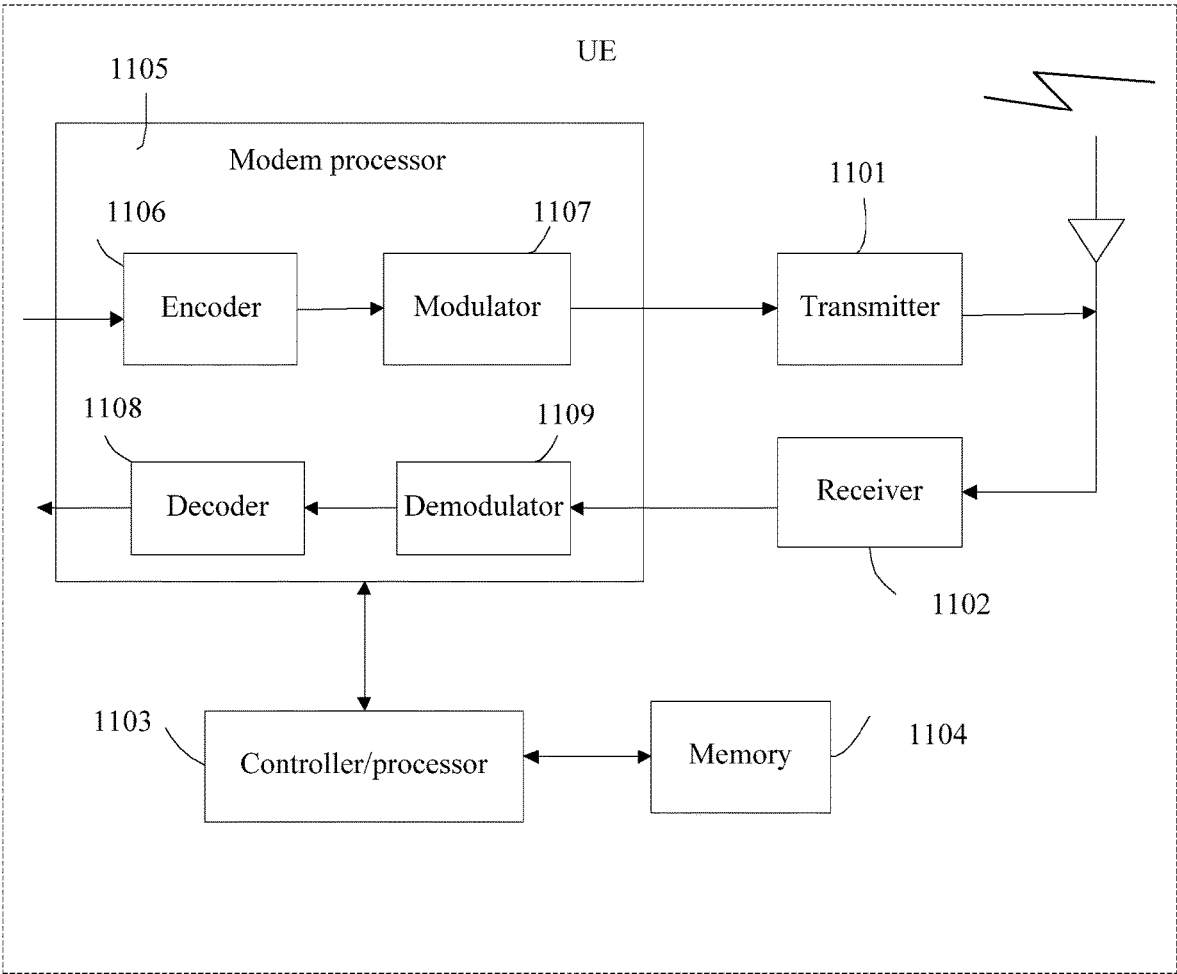 UE
1105
Modem processor
1101
1106
1107
Encoder
Modulator
Transmitter
1108
1109
Decoder
Demodulator
Receiver
1102
1103
Controller/processor
Memory
1104